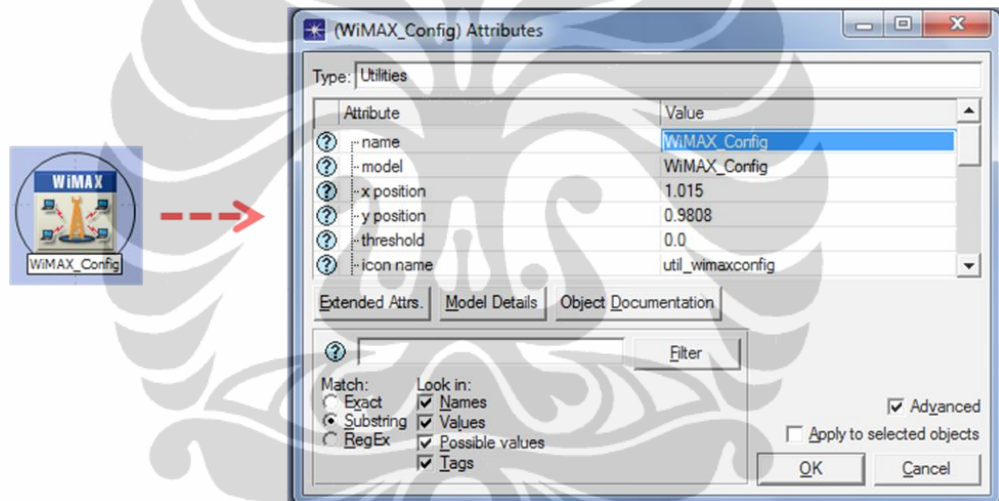 (WiMAX_Config) Attributes
Type: Utilities
Attribute Value
name WiMAX_Config
model WiMAX_Config
x position 1.015
y position 0.9808
threshold 0.0
icon name util_wimaxconfig
WiMAX
WiMAX_Config
Extended Attrs. Model Details Object Documentation
Filter
Match: Look in:
Exact Names
Substring Values
RegEx Possible values
Tags
Advanced
Apply to selected objects
OK Cancel